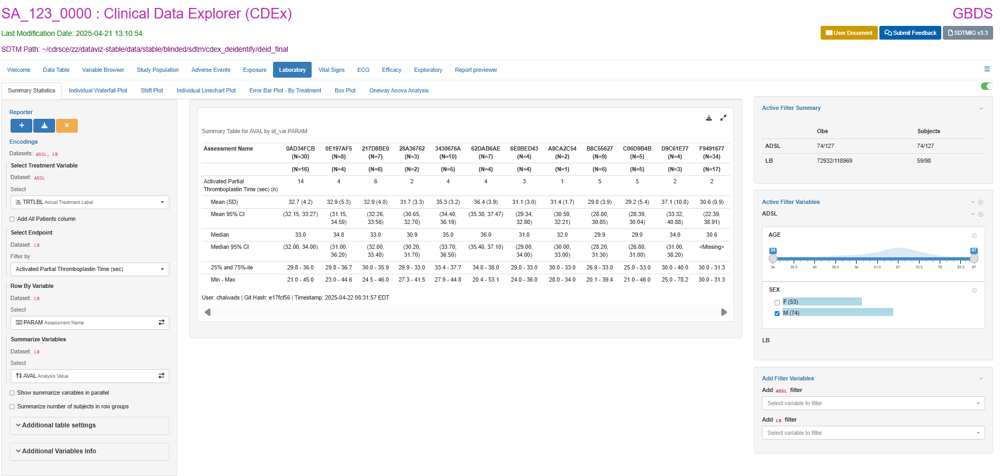 SA_123_0000 : Clinical Data Explorer (CDEx)
GBDS
Last Modification Date: 2025-04-21 13:10:54
User Document
Submit Feedback
SDTMIG v3.3
SDTM Path: ~/cdrsce/zz/dataviz-stable/data/stable/blinded/sdtm/cdex_deidentify/deid_final
Welcome Data Table Variable Browser Study Population Adverse Events Exposure Laboratory Vital Signs ECG Efficacy Exploratory Report previewer
Summary Statistics Individual Waterfall Plot Shift Plot Individual Linechart Plot Error Bar Plot - By Treatment Box Plot Oneway Anova Analysis
Reporter
Encodings
Datasets: ADSL, LB
Select Treatment Variable
Dataset: ADSL
Select
TRTLBL Actual Treatment Label
Add All Patients column
Select Endpoint
Dataset: LB
Filter by
Activated Partial Thromboplastin Time (sec)
Row By Variable
Dataset: LB
Select
PARAM Assessment Name
Summarize Variables
Dataset: LB
Select
AVAL Analysis Value
Show summarize variables in parallel
Summarize number of subjects in row groups
Additional table settings
Additional Variables Info
Summary Table for AVAL by id_var.PARAM
Assessment Name 0AD34FCB 0E197AF5 217D8BE0 28A36762 3430676A 62DAB6AE 6E0BED43 A8CA2C54 B8C55627 C06D9B4B D9C61E77 F9491677
(N=30) (N=8) (N=7) (N=3) (N=10) (N=7) (N=4) (N=2) (N=9) (N=5) (N=4) (N=34)
(N=16) (N=4) (N=6) (N=2) (N=5) (N=4) (N=4) (N=1) (N=5) (N=5) (N=3) (N=17)
Activated Partial 14 4 6 2 4 4 3 1 5 5 2 2
Thromboplastin Time (sec) (n)
Mean (SD) 32.7 (4.2) 32.9 (5.3) 32.9 (4.0) 31.7 (3.3) 35.3 (3.2) 36.4 (3.9) 31.1 (3.0) 31.4 (1.7) 29.8 (3.9) 29.2 (5.4) 37.1 (10.8) 30.6 (0.9)
Mean 95% CI (32.15, 33.27) (31.15, (32.26, (30.65, (34.40, (35.38, 37.47) (29.34, (30.59, (28.80, (28.39, (33.32, (22.39,
34.59) 33.56) 32.70) 36.19) 32.80) 32.21) 30.85) 30.04) 40.88) 38.91)
Median 33.0 34.8 33.0 30.9 35.0 36.0 31.0 32.0 29.9 29.0 34.0 30.6
Median 95% CI (32.00, 34.00) (31.00, (32.00, (30.20, (33.70, (35.40, 37.10) (29.00, (30.00, (28.20, (26.80, (31.00, <Missing>
36.20) 33.40) 31.70) 36.50) 34.00) 33.00) 31.30) 31.00) 38.20)
25% and 75%-ile 29.8 - 36.0 29.8 - 36.7 30.0 - 35.9 29.9 - 33.0 33.4 - 37.7 34.8 - 38.0 29.0 - 33.0 30.0 - 33.0 26.9 - 33.0 25.0 - 33.0 30.0 - 40.0 30.0 - 31.3
Min - Max 21.0 - 45.0 23.0 - 44.6 24.5 - 46.0 27.3 - 41.5 27.9 - 44.8 20.4 - 53.1 24.0 - 36.0 28.0 - 34.0 20.1 - 39.4 21.0 - 46.0 25.0 - 78.2 30.0 - 31.3
User: chalwads | Git Hash: e17fcf56 | Timestamp: 2025-04-22 08:31:57 EDT
Active Filter Summary
Obs Subjects
ADSL 74/127 74/127
LB 72932/118969 59/98
Active Filter Variables
ADSL
AGE
34 87
34 39.5 45 50.5 56 61.5 67 72.5 78 83.5 87
SEX
F (53)
M (74)
LB
Add Filter Variables
Add ADSL filter
Select variable to filter
Add LB filter
Select variable to filter